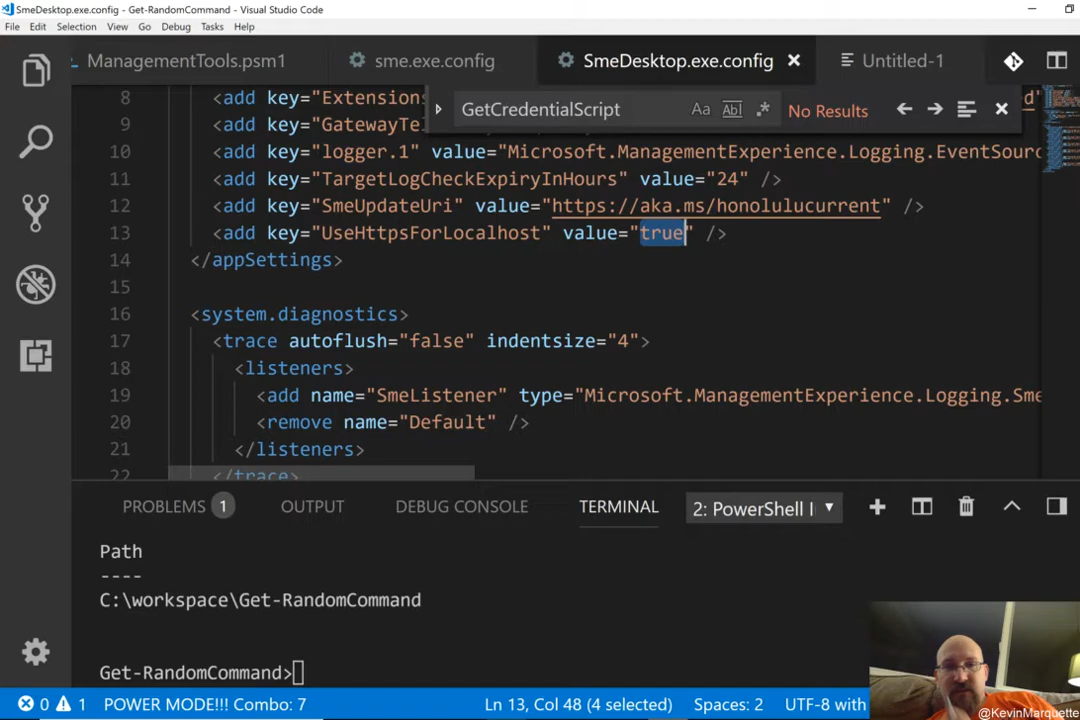 SmeDesktop.exe.config - Get-RandomCommand - Visual Studio Code
File Edit Selection View Go Debug Tasks Help
ManagementTools.psm1 sme.exe.config SmeDesktop.exe.config Untitled-1
GetCredentialScript Aa Abl .* No Results
8 <add key="Extensions
9 <add key="GatewayTe
10 <add key="logger.1" value="Microsoft.ManagementExperience.Logging.EventSourc
11 <add key="TargetLogCheckExpiryInHours" value="24" />
12 <add key="SmeUpdateUri" value="https://aka.ms/honolulucurrent" />
13 <add key="UseHttpsForLocalhost" value="true" />
14 </appSettings>
15
16 <system.diagnostics>
17 <trace autoflush="false" indentsize="4">
18 <listeners>
19 <add name="SmeListener" type="Microsoft.ManagementExperience.Logging.Sme
20 <remove name="Default" />
21 </listeners>
22 </trace>
PROBLEMS 1 OUTPUT DEBUG CONSOLE TERMINAL 2: PowerShell I
Path
----
C:\workspace\Get-RandomCommand
Get-RandomCommand>
0 1 POWER MODE!!! Combo: 7 Ln 13, Col 48 (4 selected) Spaces: 2 UTF-8 with
@KevinMarquette